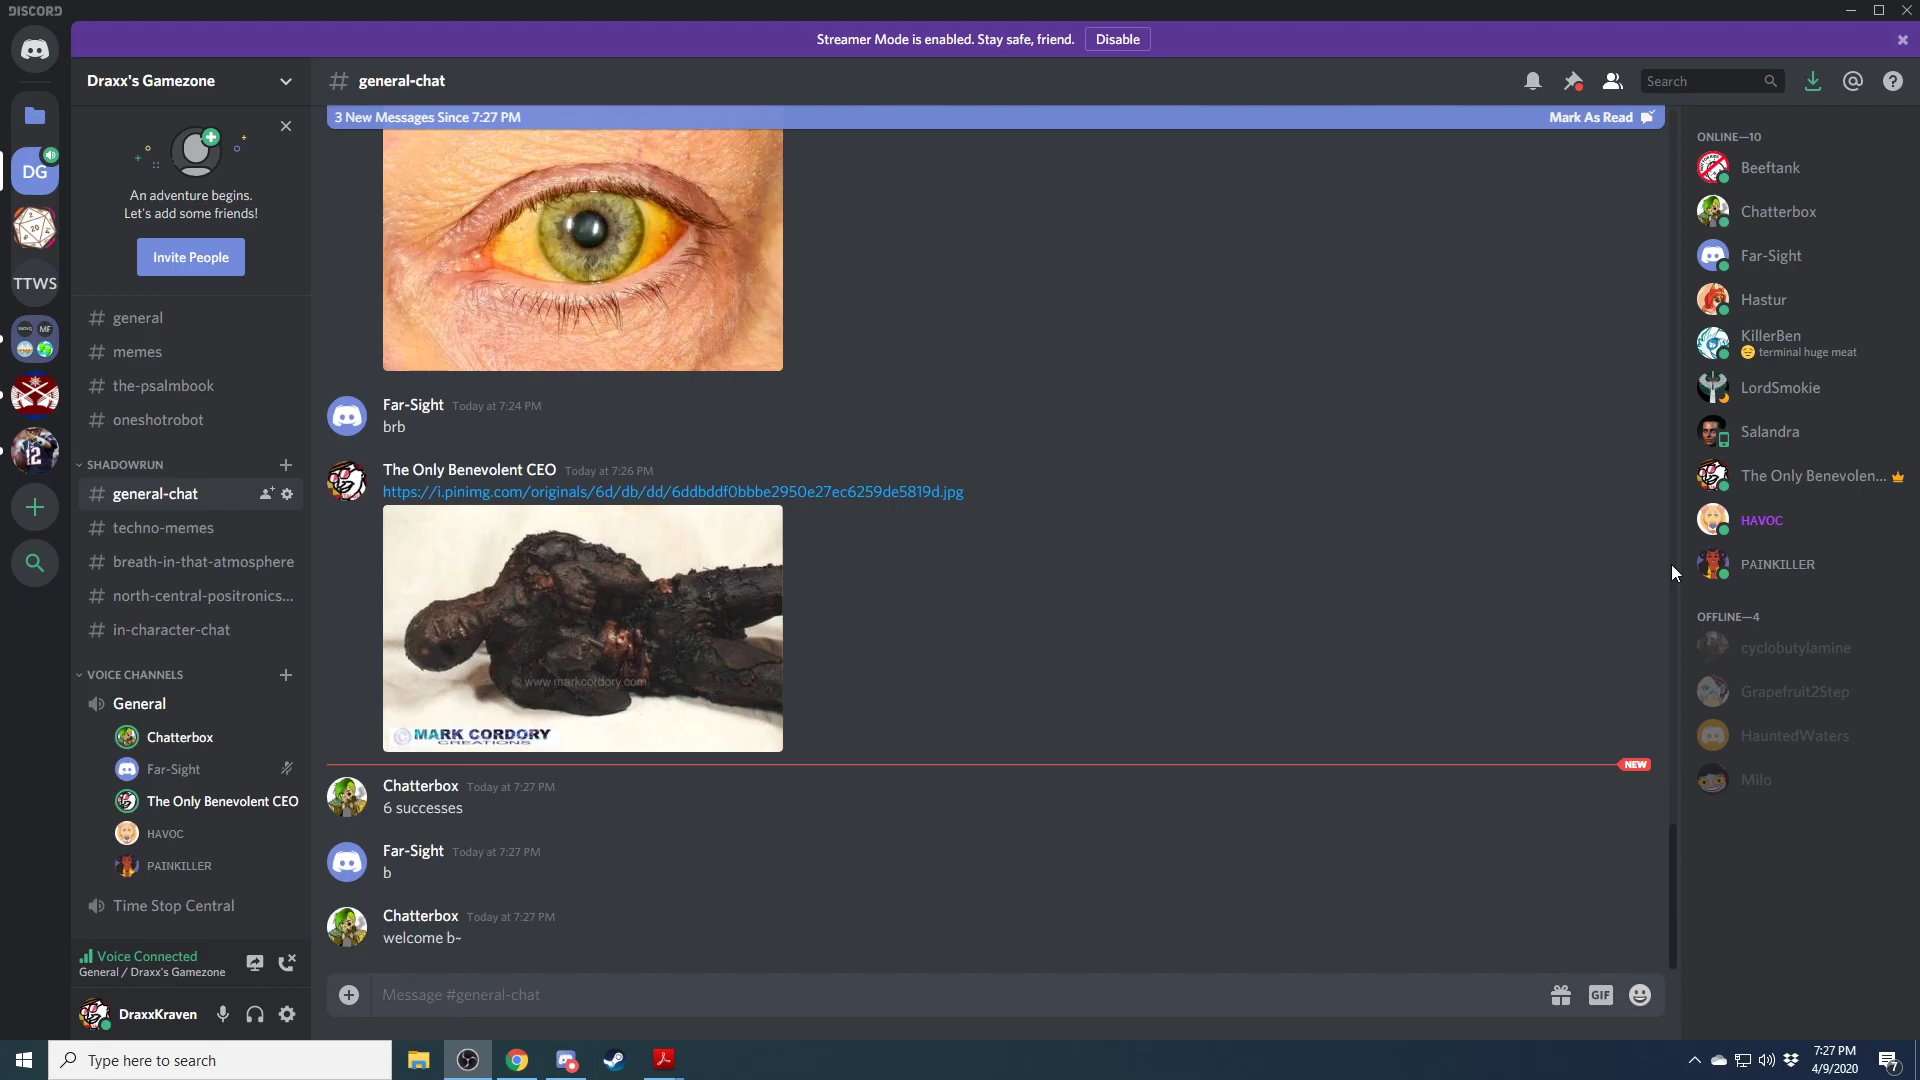 DISCORD
Streamer Mode is enabled. Stay safe, friend.
Disable
Draxx's Gamezone
general-chat
Search
3 New Messages Since 7:27 PM
Mark As Read
An adventure begins.
Let's add some friends!
Invite People
DG
TTWS
MF
general
memes
the-psalmbook
oneshotrobot
SHADOWRUN
general-chat
techno-memes
breath-in-that-atmosphere
north-central-positronics...
in-character-chat
VOICE CHANNELS
General
Chatterbox
Far-Sight
The Only Benevolent CEO
HAVOC
PAINKILLER
Time Stop Central
Voice Connected
General / Draxx's Gamezone
DraxxKraven
Far-Sight Today at 7:24 PM
brb
The Only Benevolent CEO Today at 7:26 PM
https://i.pinimg.com/originals/6d/db/dd/6ddbddf0bbbe2950e27ec6259de5819d.jpg
© www.markcordory.com
MARK CORDORY
CREATIONS
NEW
Chatterbox Today at 7:27 PM
6 successes
Far-Sight Today at 7:27 PM
b
Chatterbox Today at 7:27 PM
welcome b~
Message #general-chat
GIF
ONLINE—10
Beeftank
Chatterbox
Far-Sight
Hastur
KillerBen
terminal huge meat
LordSmokie
Salandra
The Only Benevolen...
HAVOC
PAINKILLER
OFFLINE—4
cyclobutylamine
Grapefruit2Step
HauntedWaters
Milo
Type here to search
7:27 PM
4/9/2020
7